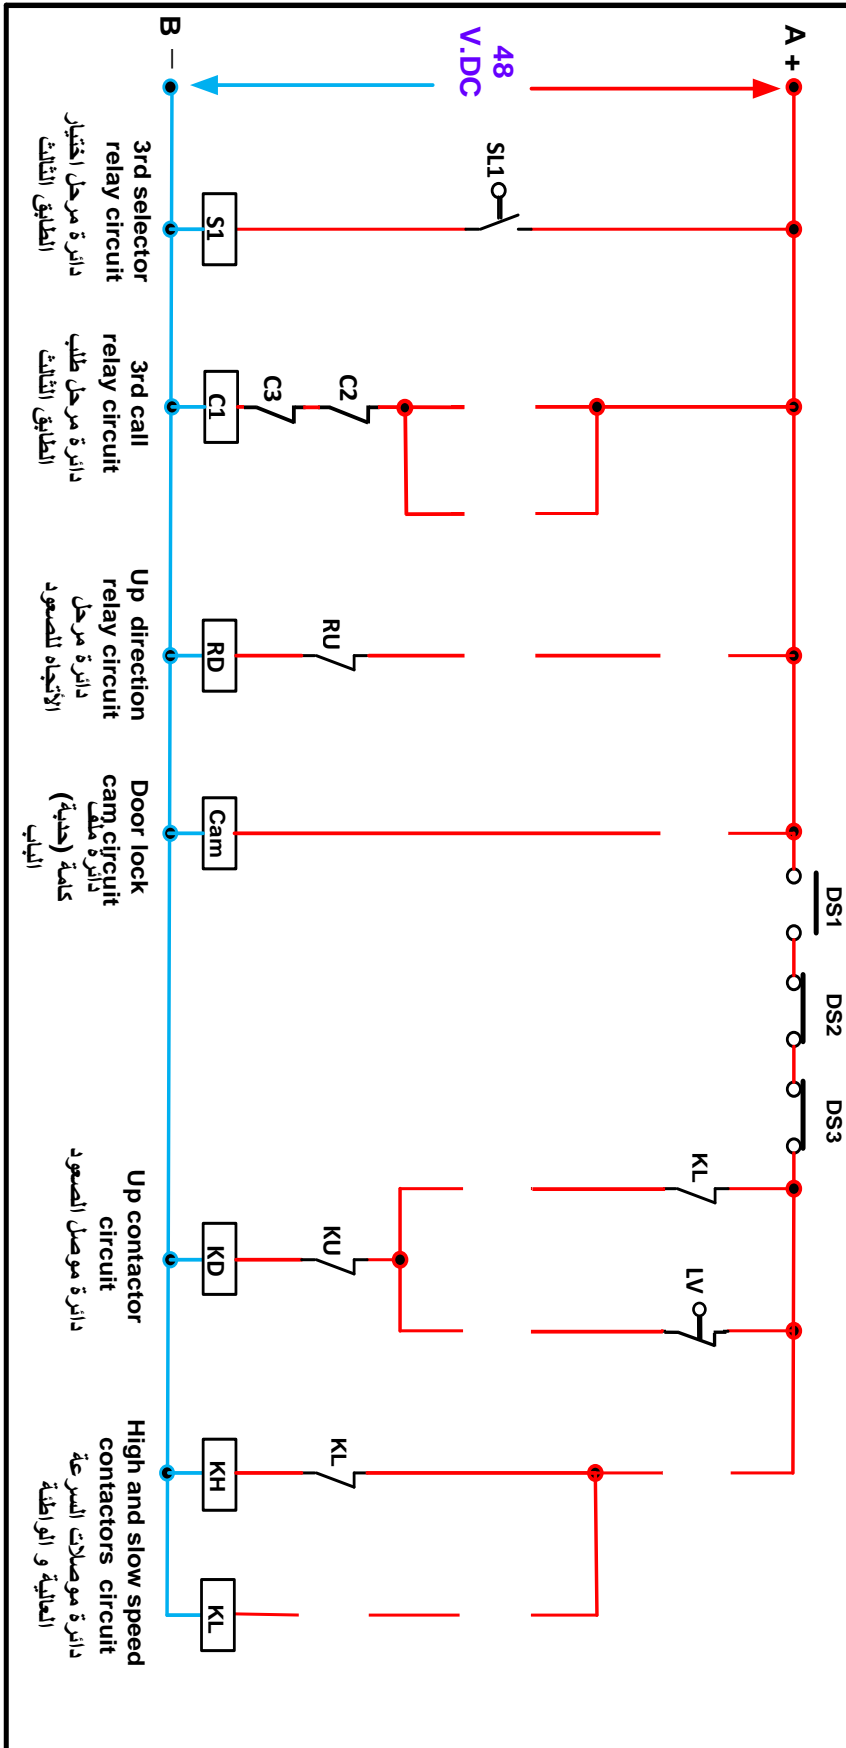 A +
48
V.DC
B –
SL1
S1
3rd selector
relay circuit
دائرة مرحل اختيار
الطابق الثالث
C2
C3
C1
3rd call
relay circuit
دائرة مرحل طلب
الطابق الثالث
RU
RD
Up direction
relay circuit
دائرة مرحل
الأتجاه للصعود
Cam
Door lock
cam circuit
دائرة ملف
كامة (حدبة)
الباب
DS1
DS2
DS3
KL
LV
KU
KD
Up contactor
circuit
دائرة موصل الصعود
KL
KH
KL
High and slow speed
contactors circuit
دائرة موصلات السرعة
العالية و الواطئة